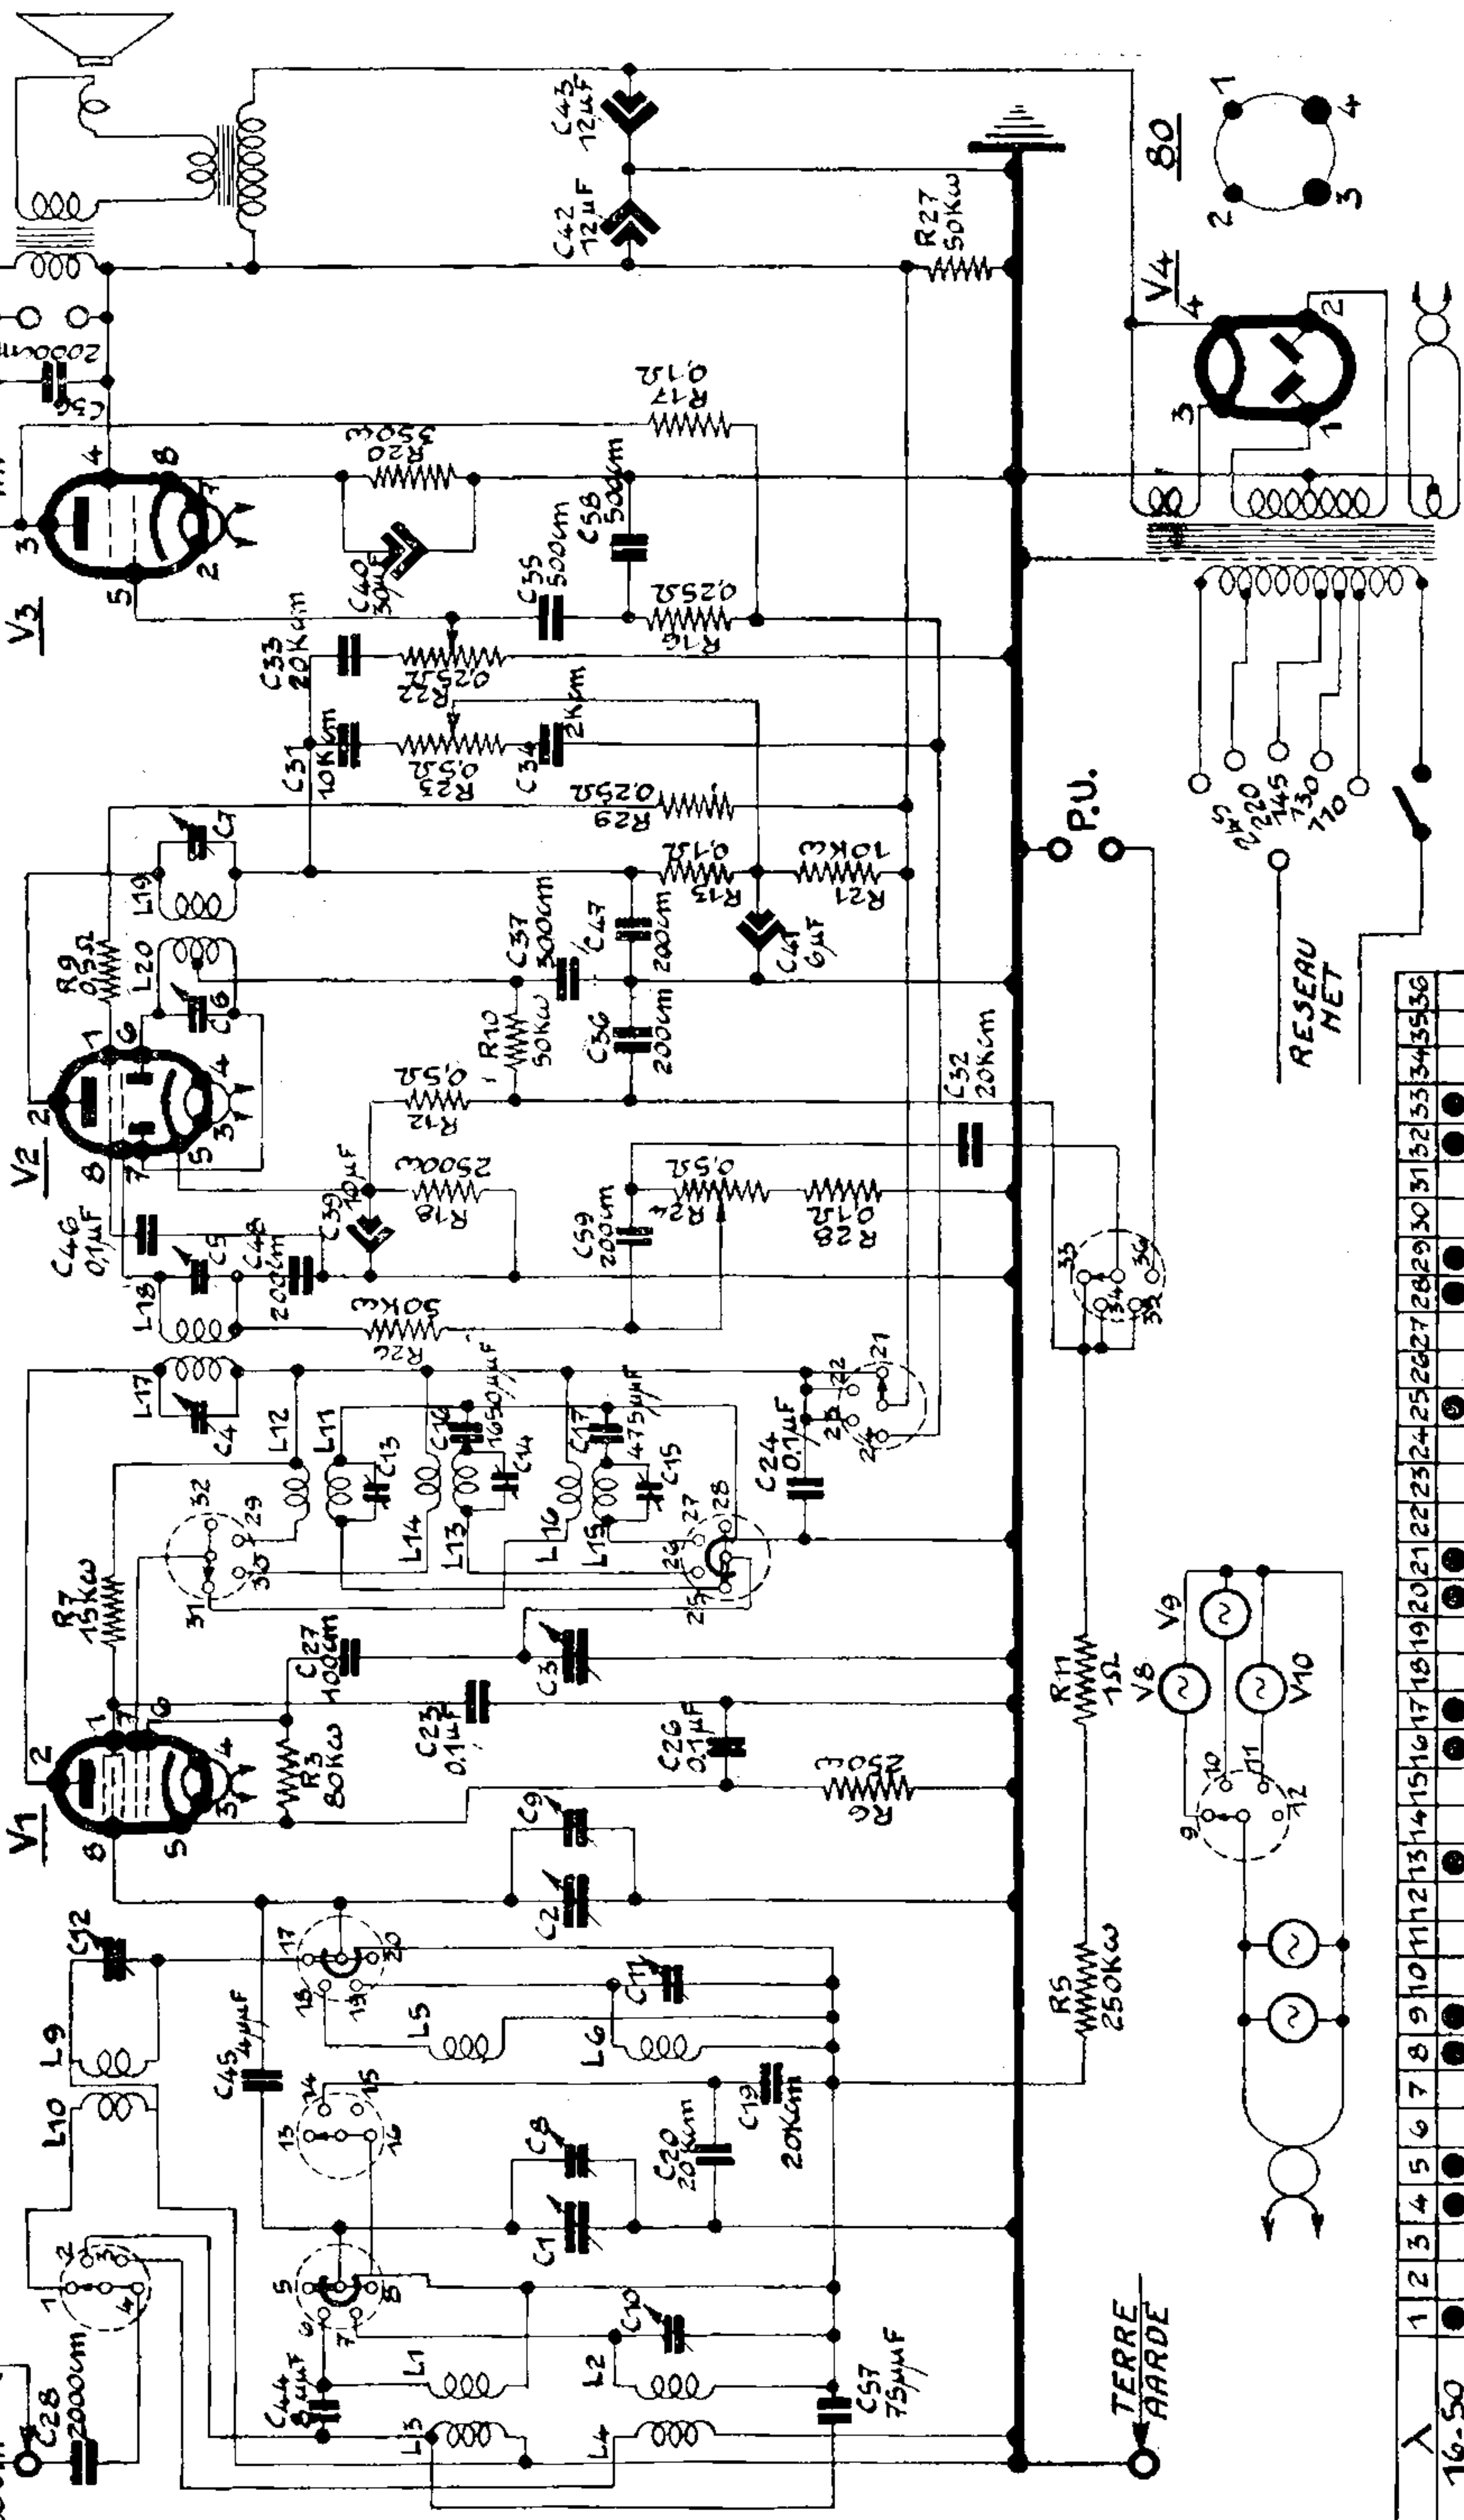 V1
V2
V3
V4
80
C28
2000cm
L10
L9
C12
C45
4µµF
C44
L1
L2
L3
L4
L5
L6
C1
C8
C2
C9
C10
C11
C20
20Kcm
C19
20Kcm
C57
75µµF
R7
15Kω
R3
80Kω
C27
100cm
C23
0.1µF
C3
C26
0.1µF
R6
250ω
L17
C4
L12
L11
C13
L14
L13
C16
1650µµF
C14
L16
L15
C17
475µµF
C15
C24
0.1µF
L18
C5
C46
0,1µF
C48
200cm
C39
10µF
R26
50Kω
R18
2500ω
C59
200cm
R24
0,5Ω
R28
R12
0,5Ω
R10
50Kω
C37
C36
200cm
C47
200cm
C32
20Kcm
R9
L20
C6
L19
C7
R13
0,1Ω
R21
10Kω
C41
6µF
R29
0,25Ω
C31
10Kcm
R23
0,5Ω
C34
2Kcm
C33
20Kcm
R22
0,25Ω
C40
30µF
R20
350ω
C35
500cm
C58
500cm
R16
0,25Ω
R17
0,1Ω
2000cm
C42
12µF
C43
12µF
R27
50Kω
P.U.
RESEAU
NET
245
220
145
130
110
R5
250Kω
R11
1Ω
V8
V9
V10
TERRE
AARDE
λ 1 2 3 4 5 6 7 8 9 10 11 12 13 14 15 16 17 18 19 20 21 22 23 24 25 26 27 28 29 30 31 32 33 34 35 36
16-50